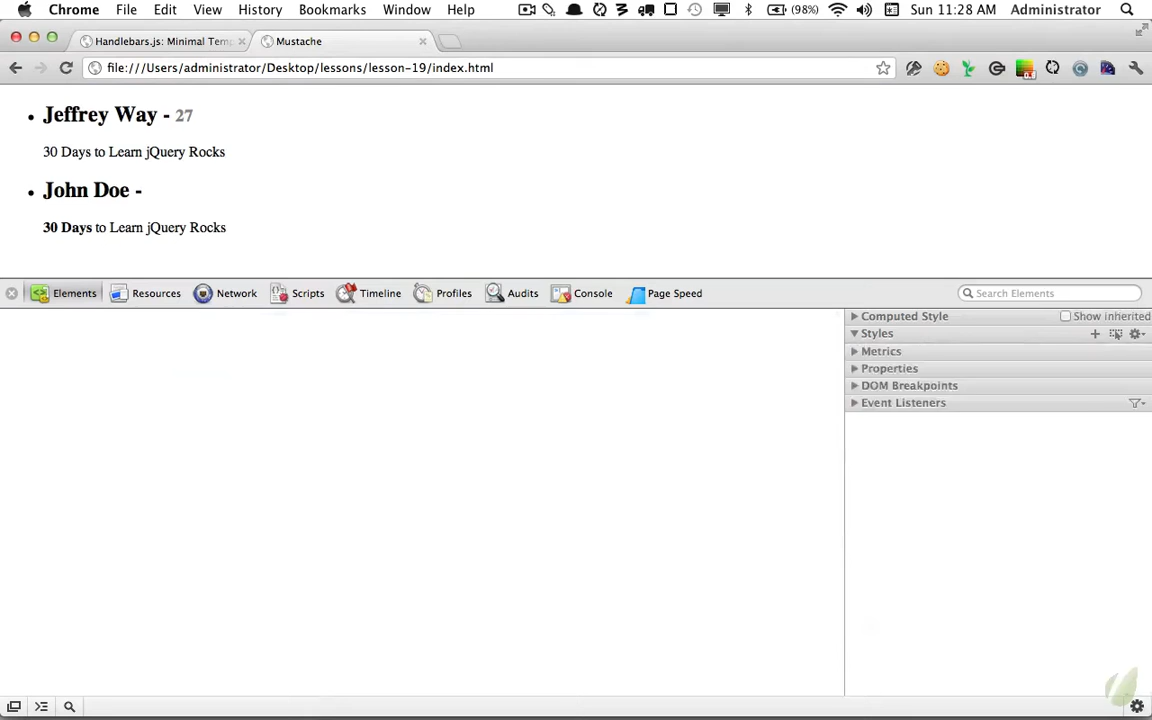 Chrome File Edit View History Bookmarks Window Help (98%) Sun 11:28 AM Administrator
Handlebars.js: Minimal Temp Mustache
file:///Users/administrator/Desktop/lessons/lesson-19/index.html
• Jeffrey Way - 27
30 Days to Learn jQuery Rocks
• John Doe -
30 Days to Learn jQuery Rocks
Elements Resources Network Scripts Timeline Profiles Audits Console Page Speed Search Elements
Computed Style Show inherited
Styles
Metrics
Properties
DOM Breakpoints
Event Listeners